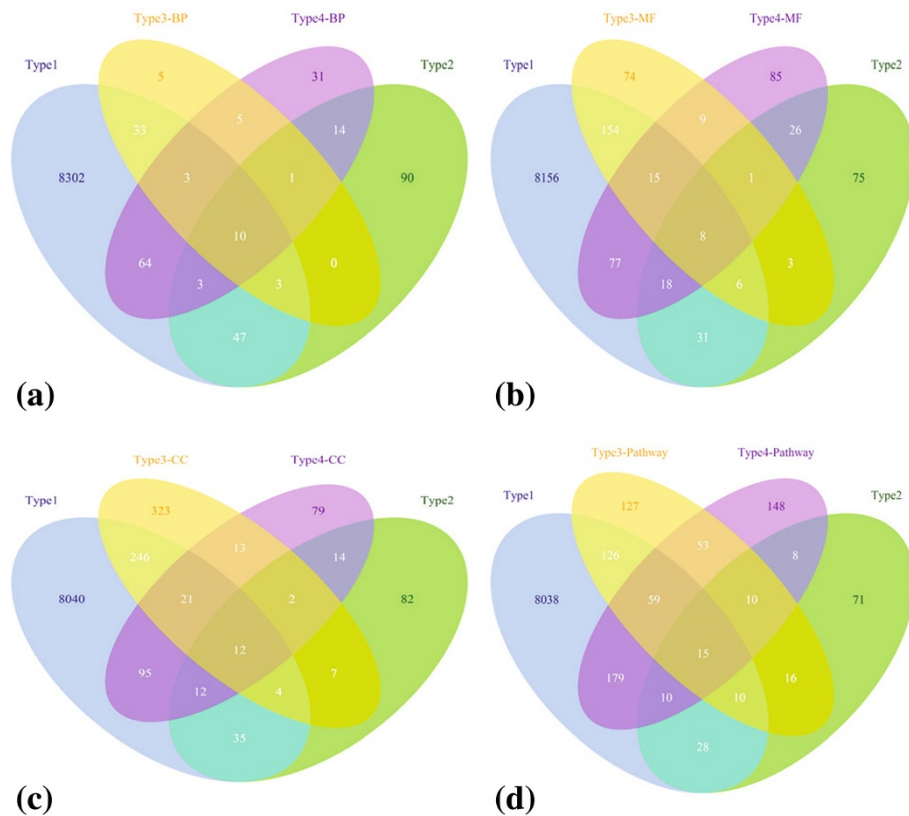 Type3-BP Type4-BP
Type1 Type2
5 31
33 5 14
8302 3 1 90
10
64 0
3 3
47
(a)
Type3-MF Type4-MF
Type1 Type2
74 85
154 9 26
8156 15 1 75
8
77 3
18 6
31
(b)
Type3-CC Type4-CC
Type1 Type2
323 79
246 13 14
8040 21 2 82
12
95 7
12 4
35
(c)
Type3-Pathway Type4-Pathway
Type1 Type2
127 148
126 53 8
8038 59 10 71
15
179 16
10 10
28
(d)